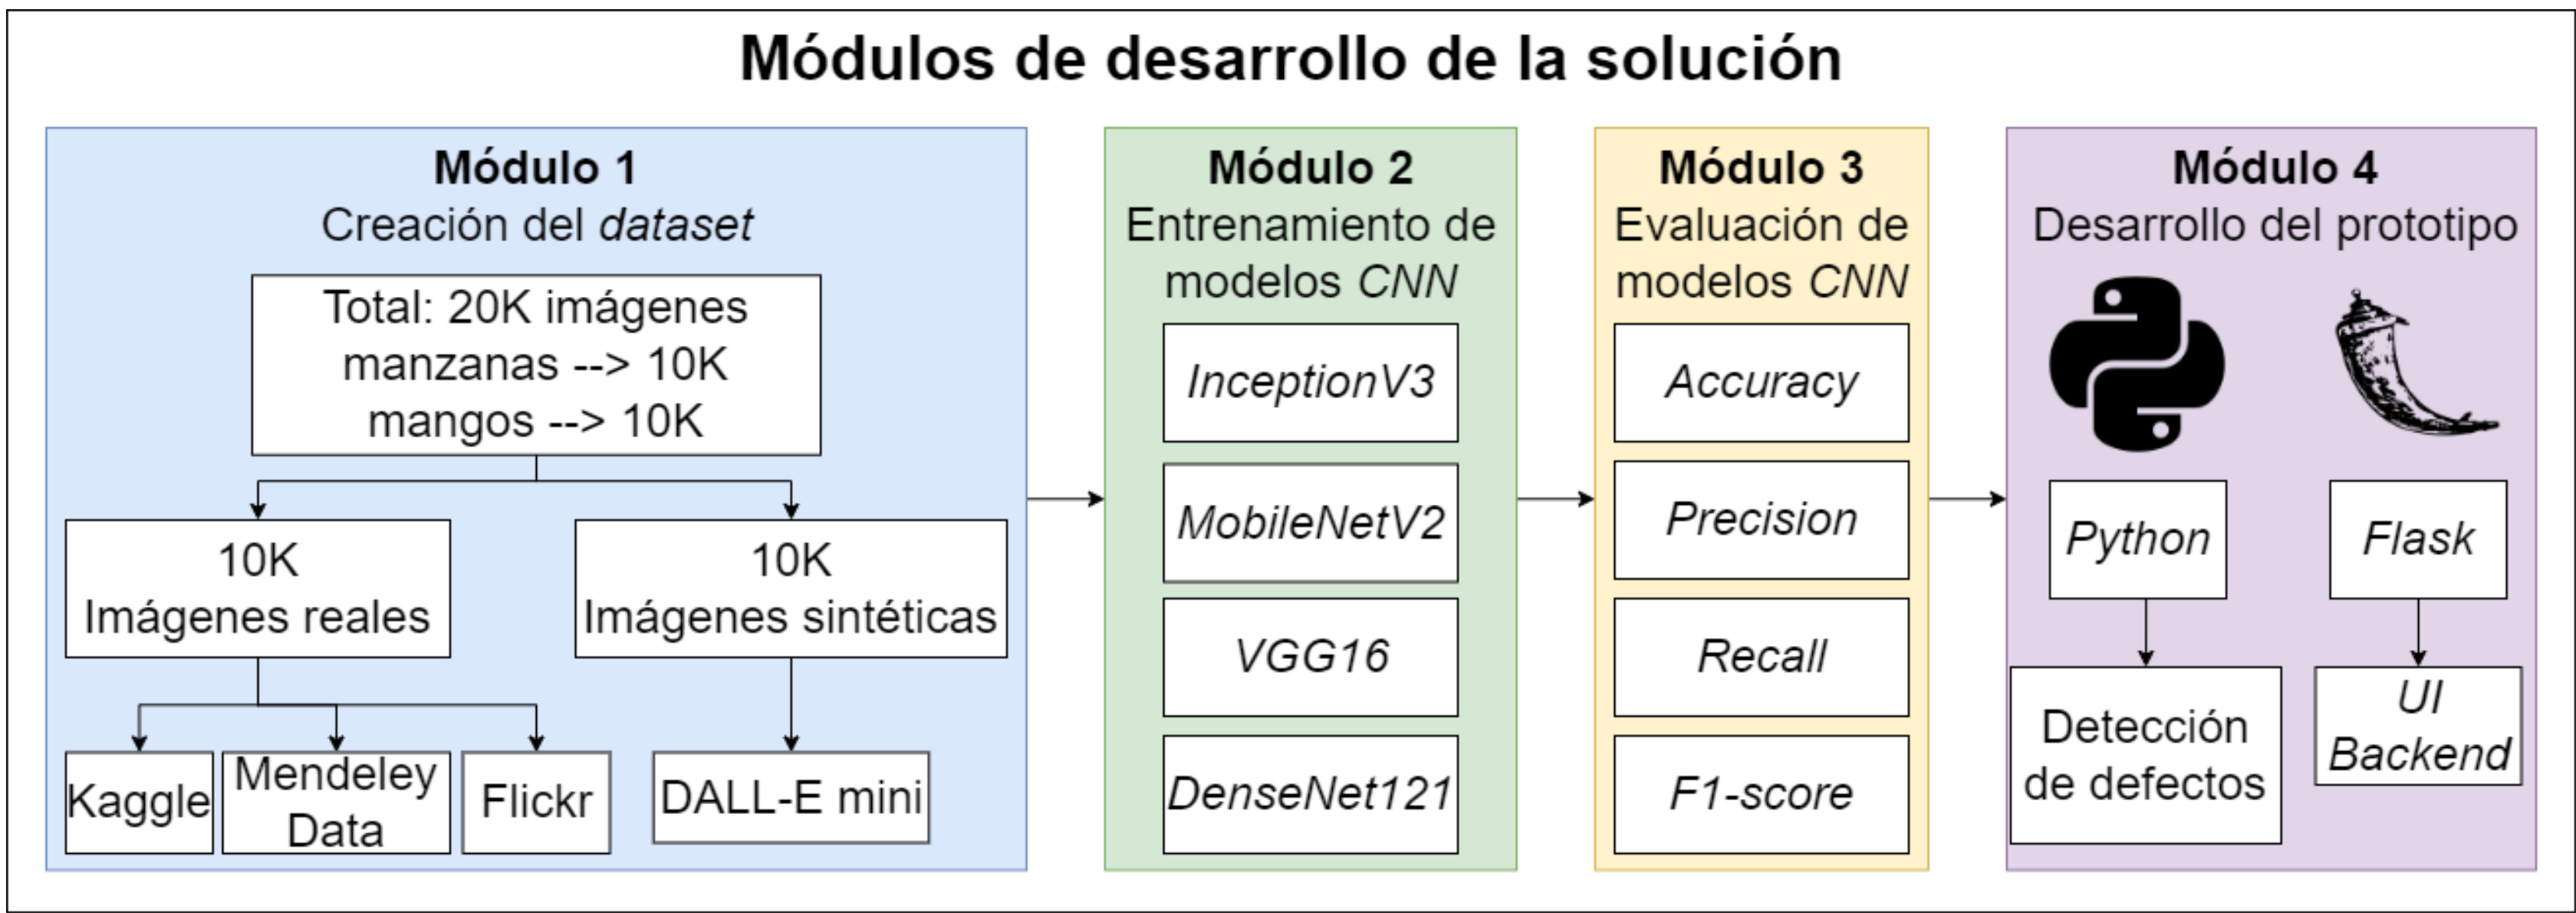 Módulos de desarrollo de la solución
Módulo 1
Creación del dataset
Total: 20K imágenes
manzanas --> 10K
mangos --> 10K
10K
Imágenes reales
10K
Imágenes sintéticas
Kaggle
Mendeley
Data
Flickr
DALL-E mini
Módulo 2
Entrenamiento de
modelos CNN
InceptionV3
MobileNetV2
VGG16
DenseNet121
Módulo 3
Evaluación de
modelos CNN
Accuracy
Precision
Recall
F1-score
Módulo 4
Desarrollo del prototipo
Python
Flask
Detección
de defectos
UI
Backend